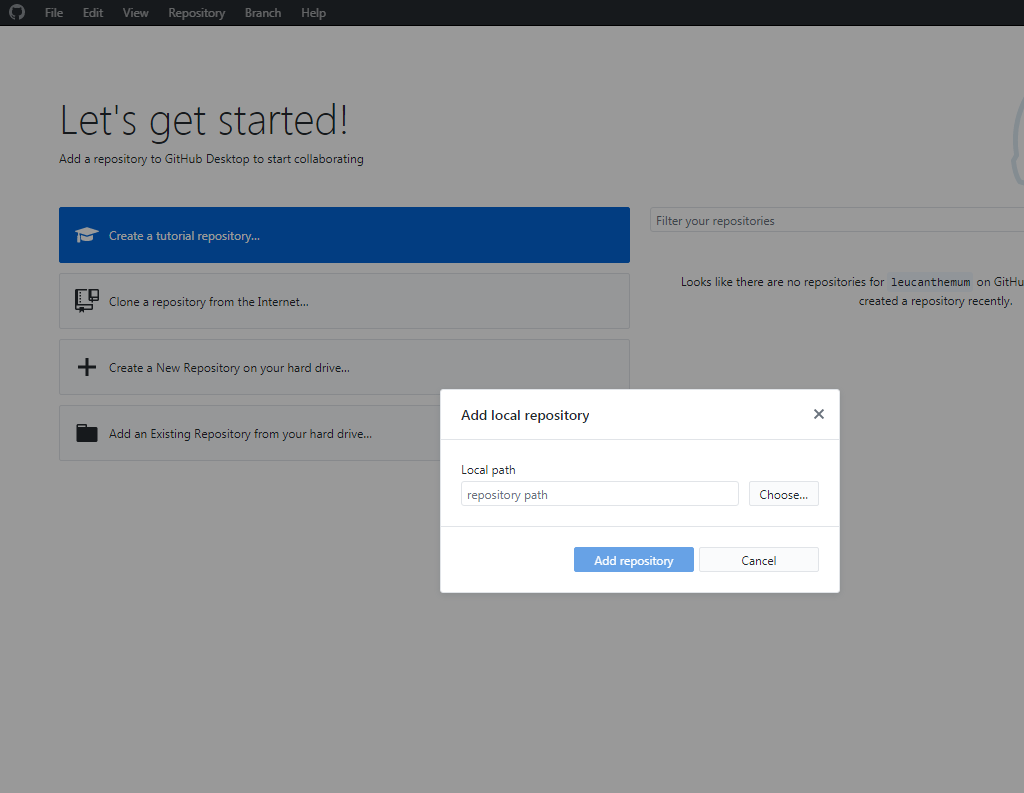 File Edit View Repository Branch Help
Let's get started!
Add a repository to GitHub Desktop to start collaborating
Create a tutorial repository...
Clone a repository from the Internet...
Create a New Repository on your hard drive...
Add an Existing Repository from your hard drive...
Filter your repositories
Looks like there are no repositories for leucanthemum on GitHu
created a repository recently.
Add local repository
Local path
repository path
Choose...
Add repository
Cancel